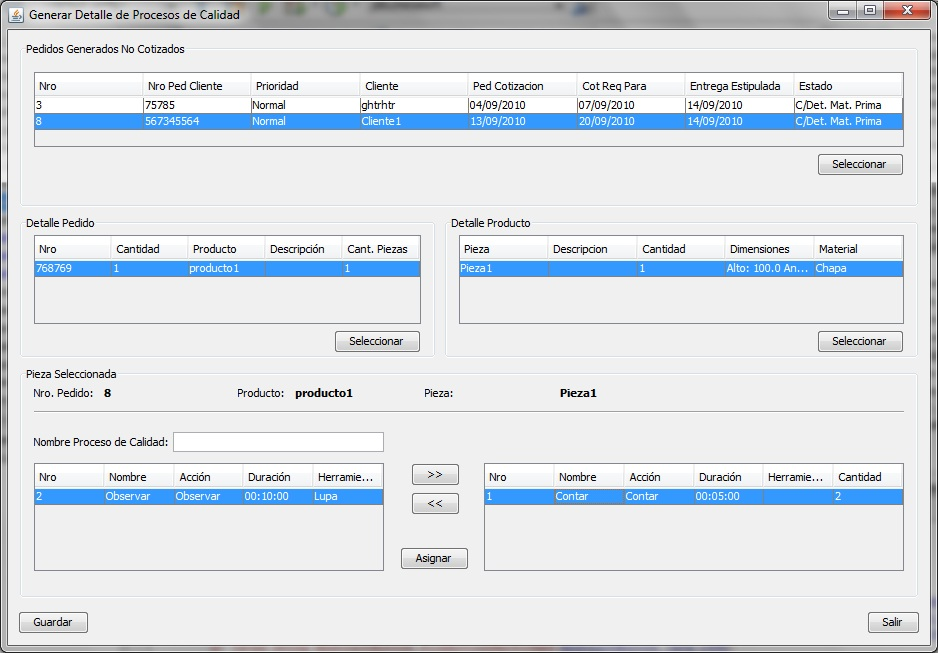 Generar Detalle de Procesos de Calidad
Pedidos Generados No Cotizados
Nro Nro Ped Cliente Prioridad Cliente Ped Cotizacion Cot Req Para Entrega Estipulada Estado
3 75785 Normal ghtrhtr 04/09/2010 07/09/2010 14/09/2010 C/Det. Mat. Prima
8 567345564 Normal Cliente1 13/09/2010 20/09/2010 14/09/2010 C/Det. Mat. Prima
Seleccionar
Detalle Pedido
Nro Cantidad Producto Descripción Cant. Piezas
768769 1 producto1 1
Seleccionar
Detalle Producto
Pieza Descripcion Cantidad Dimensiones Material
Pieza1 1 Alto: 100.0 An... Chapa
Seleccionar
Pieza Seleccionada
Nro. Pedido: 8 Producto: producto1 Pieza: Pieza1
Nombre Proceso de Calidad:
Nro Nombre Acción Duración Herramie...
2 Observar Observar 00:10:00 Lupa
>>
<<
Asignar
Nro Nombre Acción Duración Herramie... Cantidad
1 Contar Contar 00:05:00 2
Guardar Salir